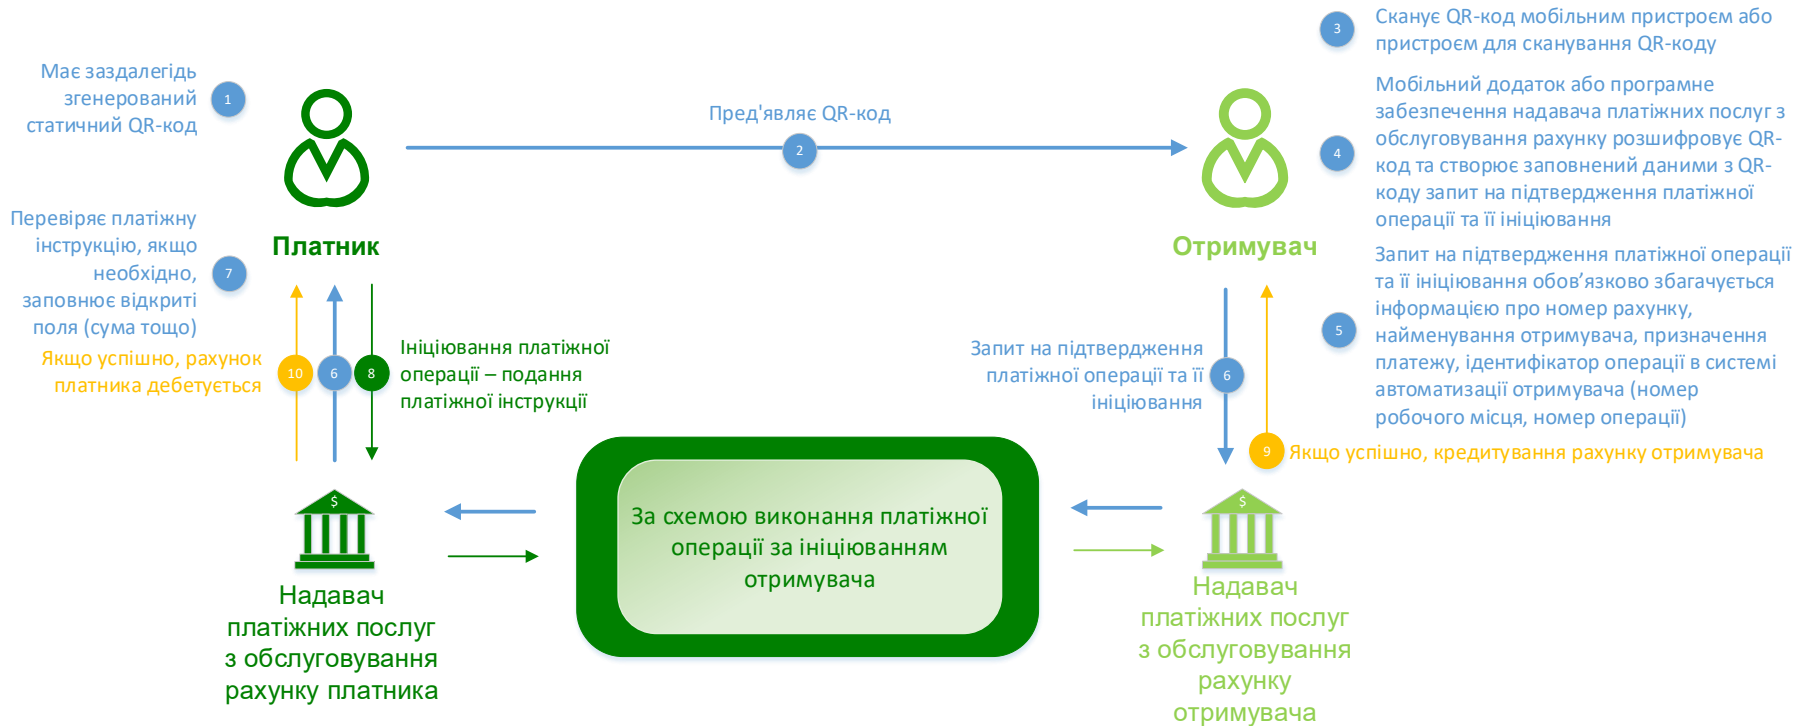 Має заздалегідь
згенерований
статичний QR-код
1
Пред'являє QR-код
2
3
Сканує QR-код мобільним пристроєм або
пристроєм для сканування QR-коду
4
Мобільний додаток або програмне
забезпечення надавача платіжних послуг з
обслуговування рахунку розшифровує QR-
код та створює заповнений даними з QR-
коду запит на підтвердження платіжної
операції та її ініціювання
Платник
Отримувач
Перевіряє платіжну
інструкцію, якщо
необхідно,
заповнює відкриті
поля (сума тощо)
7
5
Запит на підтвердження платіжної операції
та її ініціювання обов’язково збагачується
інформацією про номер рахунку,
найменування отримувача, призначення
платежу, ідентифікатор операції в системі
автоматизації отримувача (номер
робочого місця, номер операції)
Якщо успішно, рахунок
платника дебетується
10
6
8
Ініціювання платіжної
операції – подання
платіжної інструкції
Запит на підтвердження
платіжної операції та її
ініціювання
6
9
Якщо успішно, кредитування рахунку отримувача
$
За схемою виконання платіжної
операції за ініціюванням
отримувача
$
Надавач
платіжних послуг
з обслуговування
рахунку платника
Надавач
платіжних послуг
з обслуговування
рахунку
отримувача